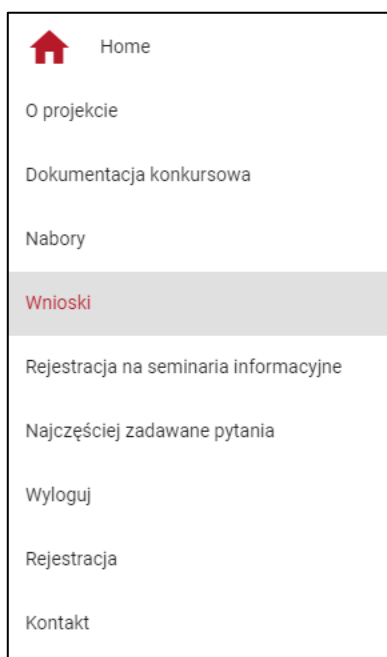 Home
O projekcie
Dokumentacja konkursowa
Nabory
Wnioski
Rejestracja na seminaria informacyjne
Najczęściej zadawane pytania
Wyloguj
Rejestracja
Kontakt